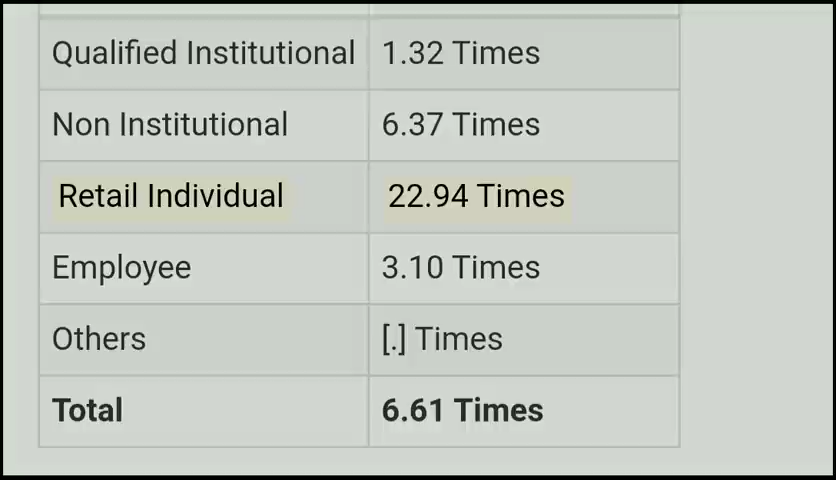 Qualified Institutional 1.32 Times
Non Institutional 6.37 Times
Retail Individual 22.94 Times
Employee 3.10 Times
Others [.] Times
Total 6.61 Times